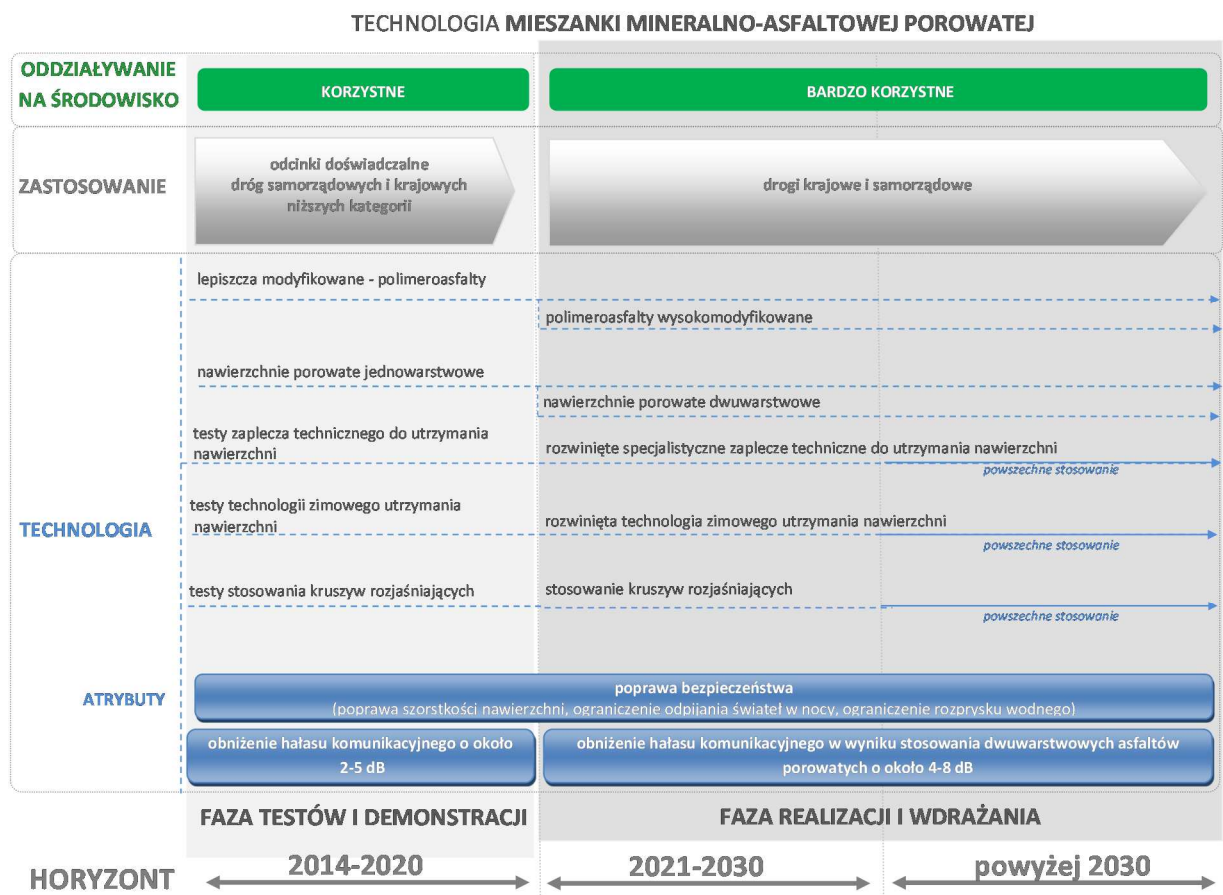 TECHNOLOGIA MIESZANKI MINERALNO-ASFALTOWEJ POROWATEJ
ODDZIAŁYWANIE
NA ŚRODOWISKO
KORZYSTNE
BARDZO KORZYSTNE
ZASTOSOWANIE
odcinki doświadczalne
dróg samorządowych i krajowych
niższych kategorii
drogi krajowe i samorządowe
TECHNOLOGIA
lepiszcza modyfikowane - polimeroasfalty
polimeroasfalty wysokomodyfikowane
nawierzchnie porowate jednowarstwowe
nawierzchnie porowate dwuwarstwowe
testy zaplecza technicznego do utrzymania
nawierzchni
rozwinięte specjalistyczne zaplecze techniczne do utrzymania nawierzchni
powszechne stosowanie
testy technologii zimowego utrzymania
nawierzchni
rozwinięta technologia zimowego utrzymania nawierzchni
powszechne stosowanie
testy stosowania kruszyw rozjaśniających
stosowanie kruszyw rozjaśniających
powszechne stosowanie
ATRYBUTY
poprawa bezpieczeństwa
(poprawa szorstkości nawierzchni, ograniczenie odpijania świateł w nocy, ograniczenie rozprysku wodnego)
obniżenie hałasu komunikacyjnego o około
2-5 dB
obniżenie hałasu komunikacyjnego w wyniku stosowania dwuwarstwowych asfaltów
porowatych o około 4-8 dB
FAZA TESTÓW I DEMONSTRACJI
FAZA REALIZACJI I WDRAŻANIA
HORYZONT
2014-2020
2021-2030
powyżej 2030